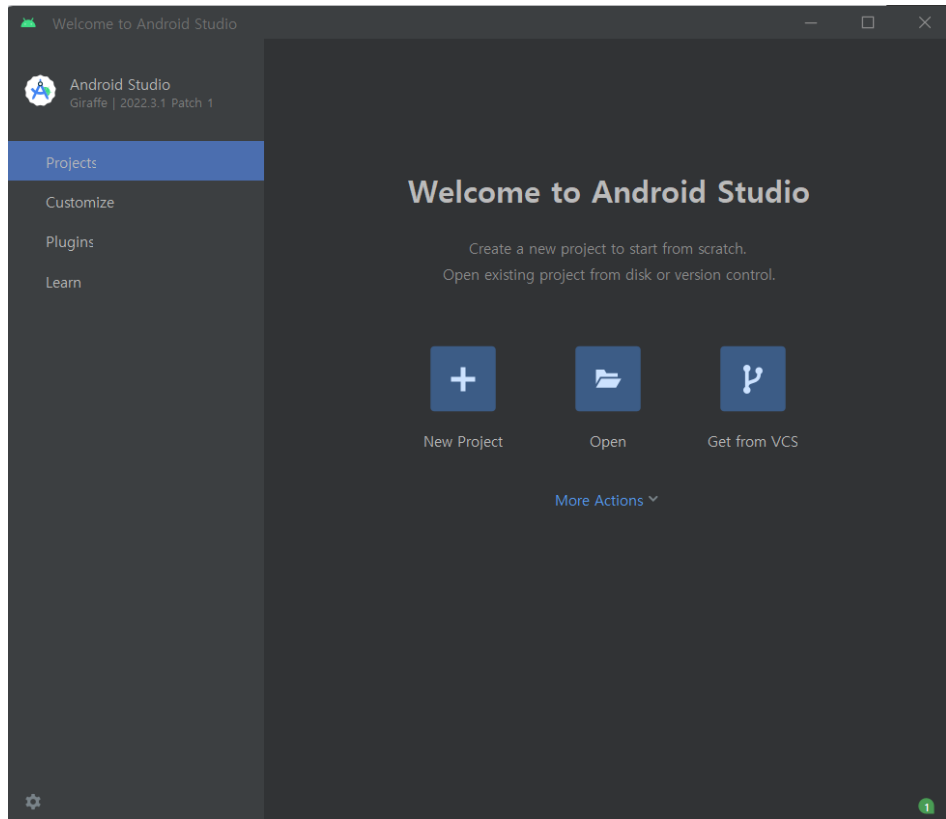 Welcome to Android Studio
Android Studio
Giraffe | 2022.3.1 Patch 1
Projects
Customize
Plugins
Learn
Welcome to Android Studio
Create a new project to start from scratch.
Open existing project from disk or version control.
New Project
Open
Get from VCS
More Actions
1